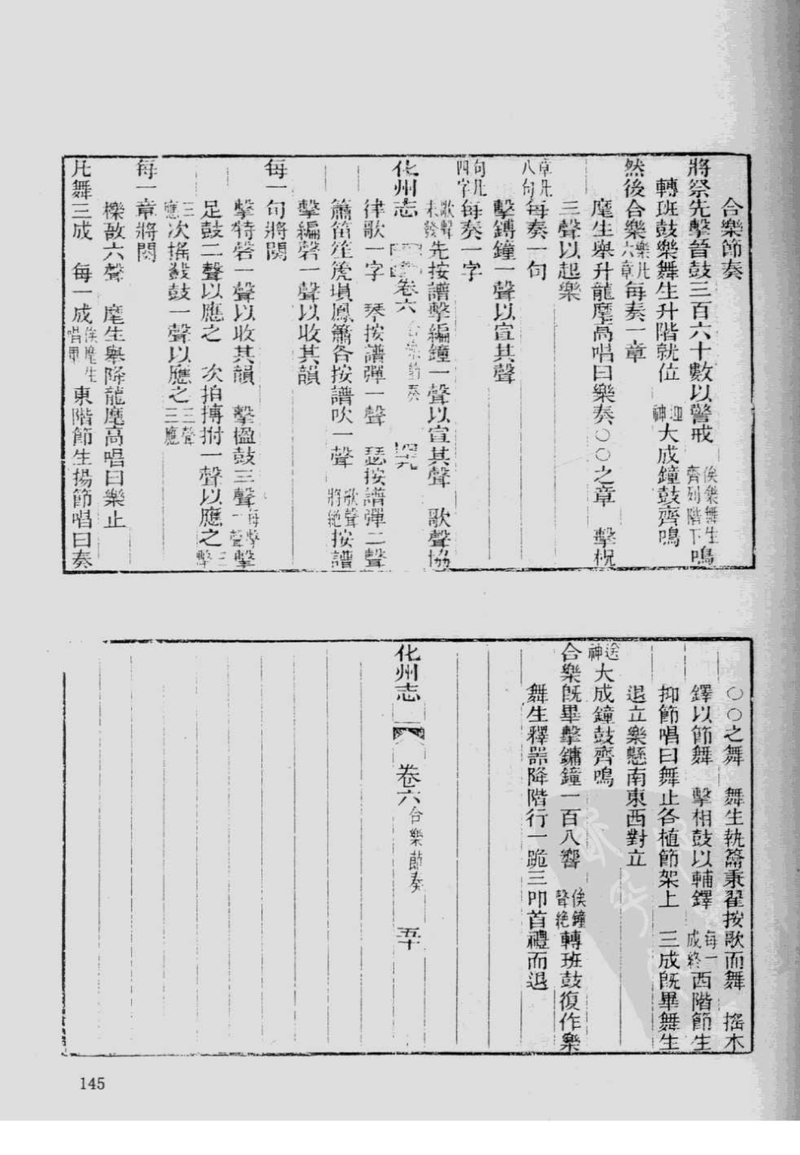 合樂節奏
將祭先擊晉鼓三百六十數以警戒 俟樂舞生齊列階下 鳴
轉班鼓樂舞生升階就位 迎神 大成鐘鼓齊鳴
然後合樂 樂凡六章 每奏一章
麾生舉升龍麾高唱曰樂奏○○之章 擊柷
三聲以起樂
章凡八句 每奏一句
擊鎛鐘一聲以宣其聲
句凡四字 每奏一字
歌聲未發 先按譜擊編鐘一聲以宣其聲 歌聲協
化州志 卷六 合樂節奏 四十九
律歌一字 琴按譜彈一聲 瑟按譜彈二聲
簫笛笙箎塤鳳簫各按譜吹一聲 歌聲將絕 按譜
擊編磬一聲以收其韻
每一句將闋
擊特磬一聲以收其韻 擊楹鼓三聲 每擊一聲 擊
足鼓二聲以應之 次拍搏拊一聲以應之 三擊
三應 次搖鼗鼓一聲以應之 三聲三應
每一章將闋
櫟敔六聲 麾生舉降龍麾高唱曰樂止
凡舞三成 每一成 俟麾生唱畢 東階節生揚節唱曰奏
○○之舞 舞生執籥秉翟按歌而舞 搖木
鐸以節舞 擊相鼓以輔鐸 每一成終 西階節生
抑節唱曰舞止各植節架上 三成旣畢舞生
退立樂懸南東西對立
送神 大成鐘鼓齊鳴
合樂旣畢擊鏞鐘一百八響 俟鐘聲絕 轉班鼓復作樂
舞生釋器降階行一跪三叩首禮而退
化州志 卷六 合樂節奏 五十
145